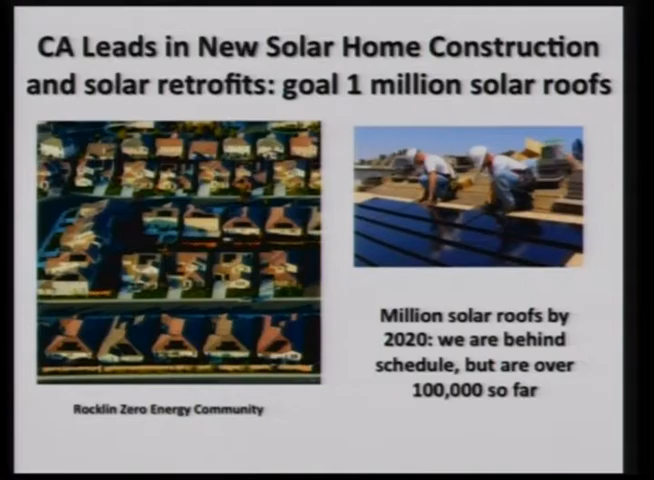 CA Leads in New Solar Home Construction
and solar retrofits: goal 1 million solar roofs
Million solar roofs by
2020: we are behind
schedule, but are over
100,000 so far
Rocklin Zero Energy Community